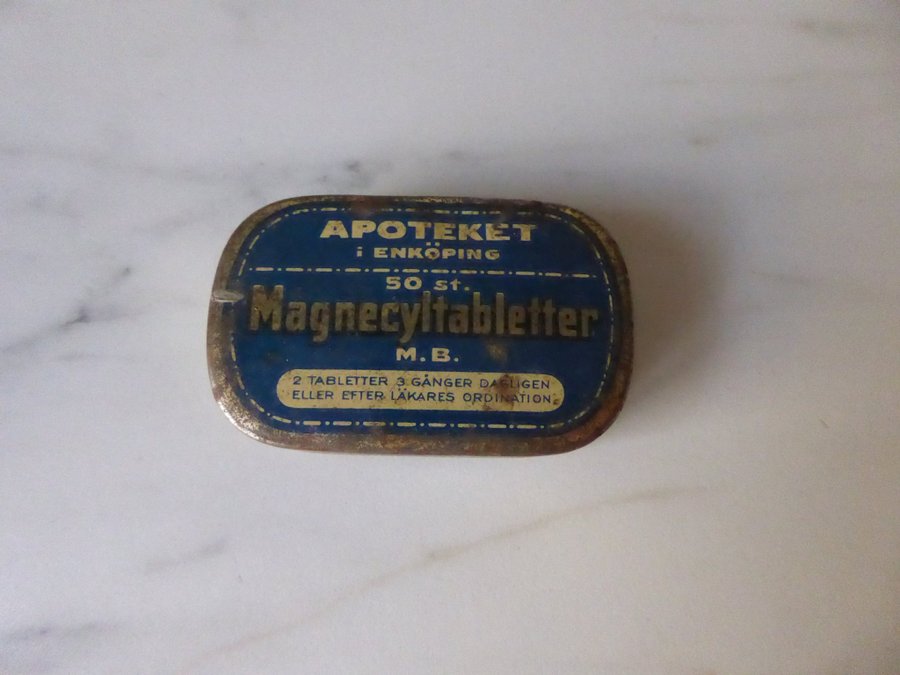 APOTEKET
i ENKÖPING
50 st.
Magnecyltabletter
M.B.
2 TABLETTER 3 GÅNGER DAGLIGEN
ELLER EFTER LÄKARES ORDINATION.